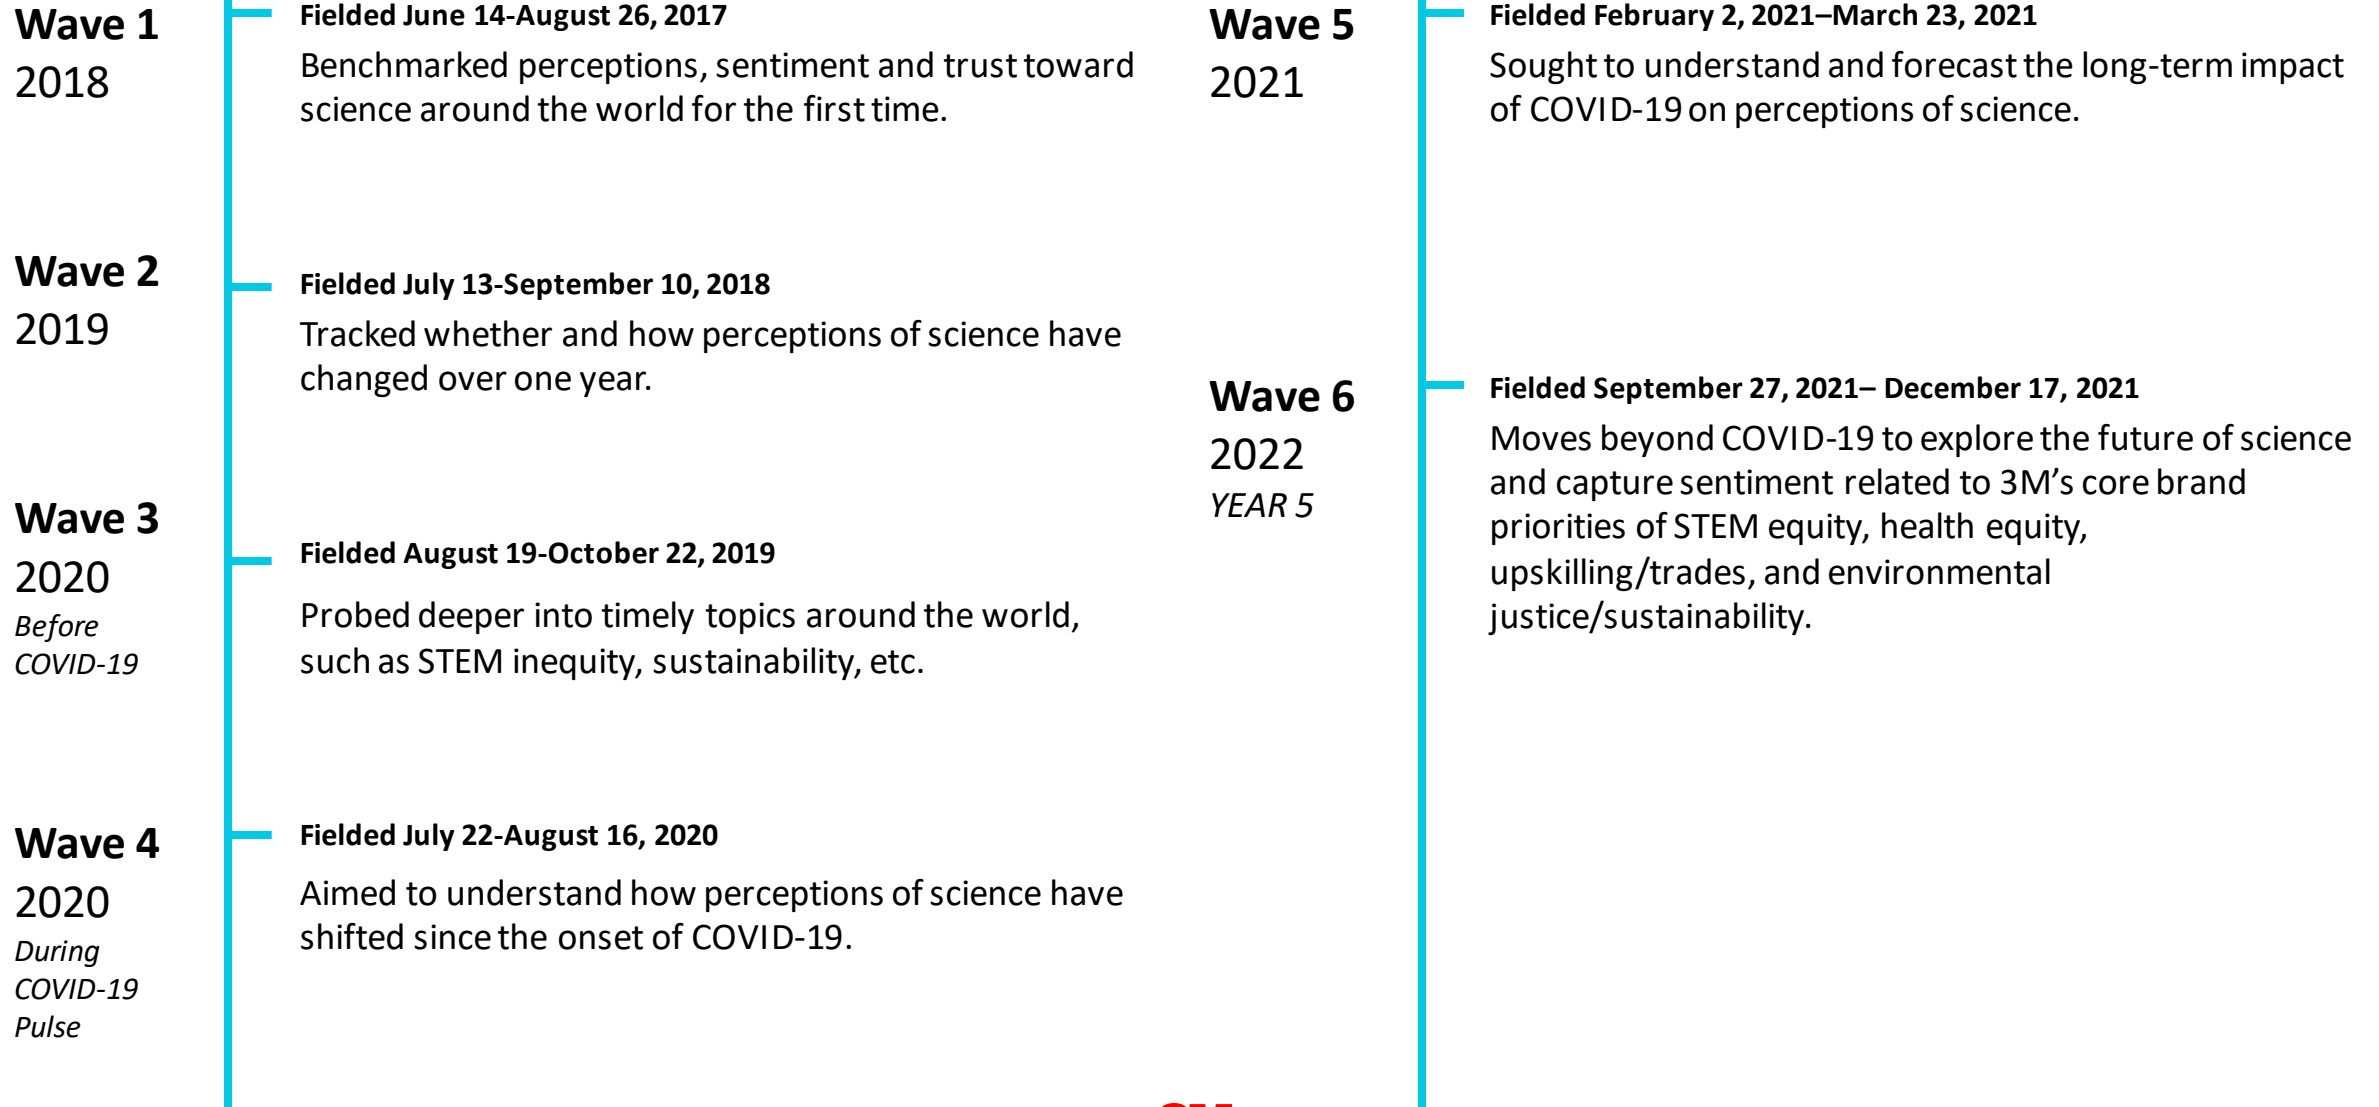 Wave 1
2018
Fielded June 14-August 26, 2017
Benchmarked perceptions, sentiment and trust toward
science around the world for the first time.
Wave 2
2019
Fielded July 13-September 10, 2018
Tracked whether and how perceptions of science have
changed over one year.
Wave 3
2020
Before
COVID-19
Fielded August 19-October 22, 2019
Probed deeper into timely topics around the world,
such as STEM inequity, sustainability, etc.
Wave 4
2020
During
COVID-19
Pulse
Fielded July 22-August 16, 2020
Aimed to understand how perceptions of science have
shifted since the onset of COVID-19.
Wave 5
2021
Fielded February 2, 2021–March 23, 2021
Sought to understand and forecast the long-term impact
of COVID-19 on perceptions of science.
Wave 6
2022
YEAR 5
Fielded September 27, 2021– December 17, 2021
Moves beyond COVID-19 to explore the future of science
and capture sentiment related to 3M’s core brand
priorities of STEM equity, health equity,
upskilling/trades, and environmental
justice/sustainability.